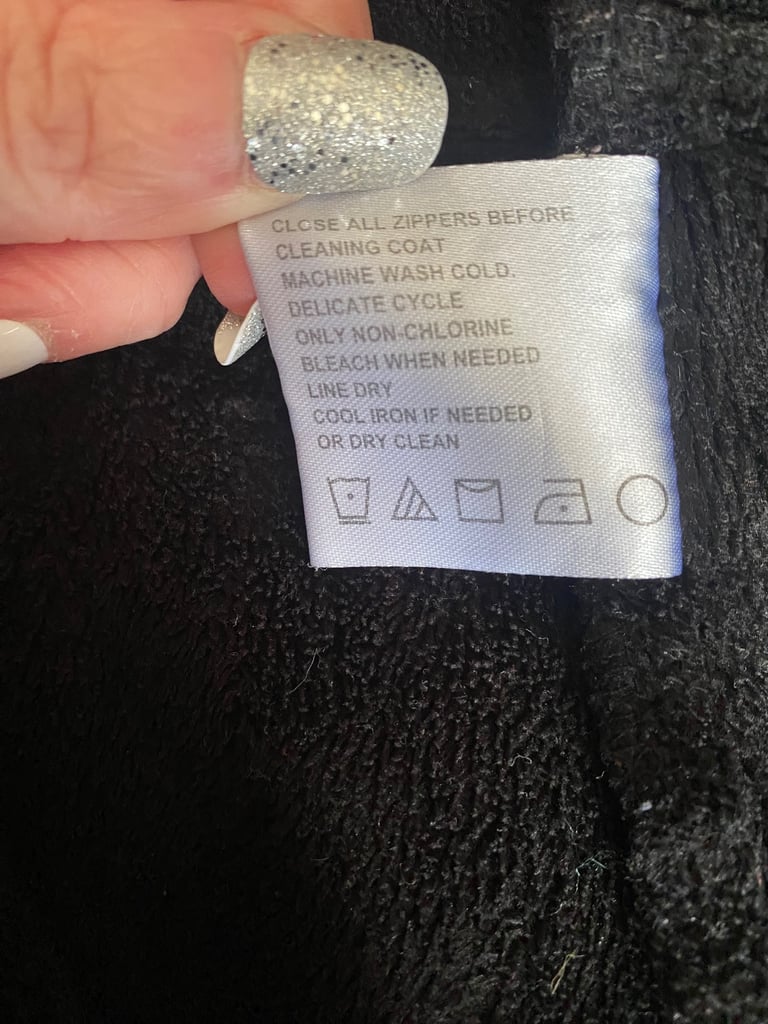 CLOSE ALL ZIPPERS BEFORE
CLEANING COAT
MACHINE WASH COLD.
DELICATE CYCLE
ONLY NON-CHLORINE
BLEACH WHEN NEEDED
LINE DRY
COOL IRON IF NEEDED
OR DRY CLEAN